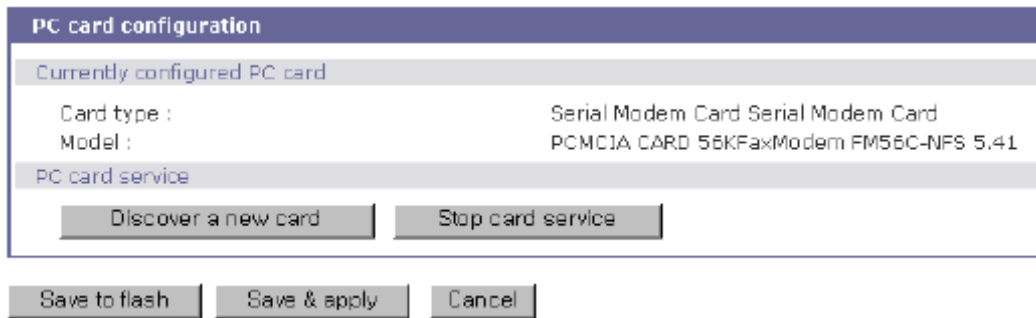 PC card configuration
Currently configured PC card
Card type : Serial Modem Card Serial Modem Card
Model : PCMCIA CARD 56KFaxModem FM56C-NFS 5.41
PC card service
Discover a new card Stop card service
Save to flash Save & apply Cancel